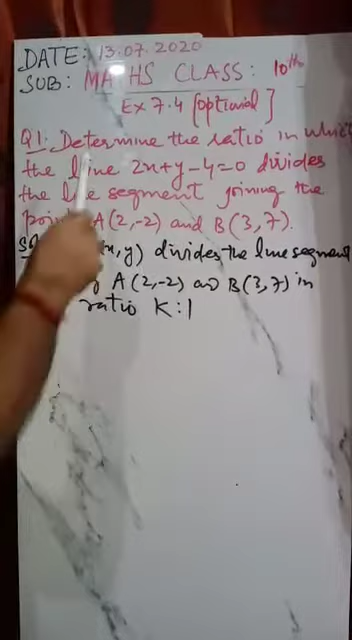 DATE: 13.07.2020
SUB: MATHS CLASS: 10th
Ex 7.4 [Optional]
Q1: Determine the ratio in which
the line 2x+y-4=0 divides
the line segment joining the
A(2,-2) and B(3,7).
(x,y) divides the line segment
A(2,-2) and B(3,7) in
ratio K:1